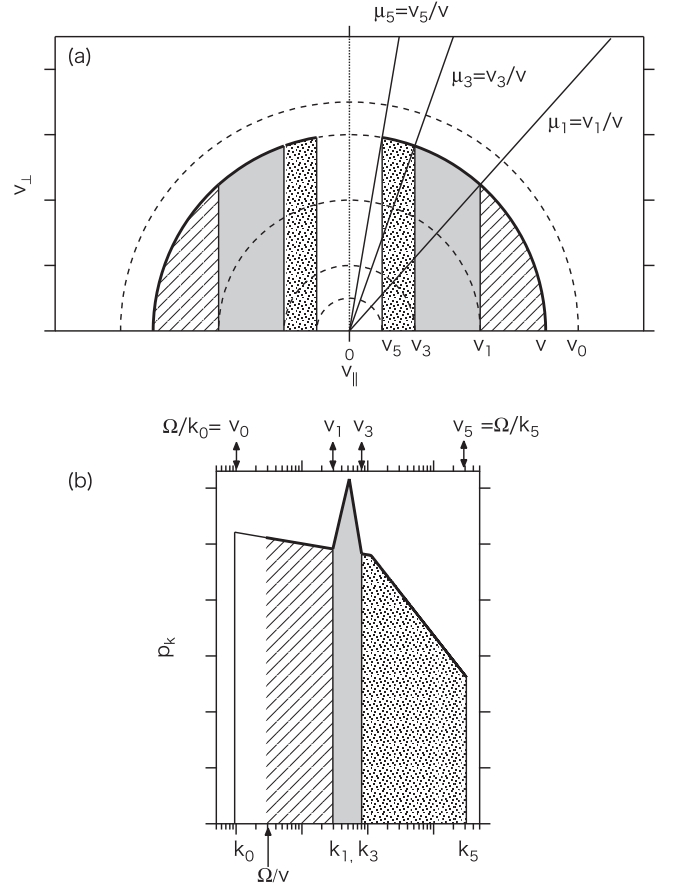 μ₅=v₅/v
(a)
μ₃=v₃/v
μ₁=v₁/v
v⊥
0 v₅ v₃ v₁ v v₀
v||
Ω/k₀= v₀ v₁ v₃ v₅ =Ω/k₅
(b)
pₖ
k₀ k₁, k₃ k₅
Ω/v